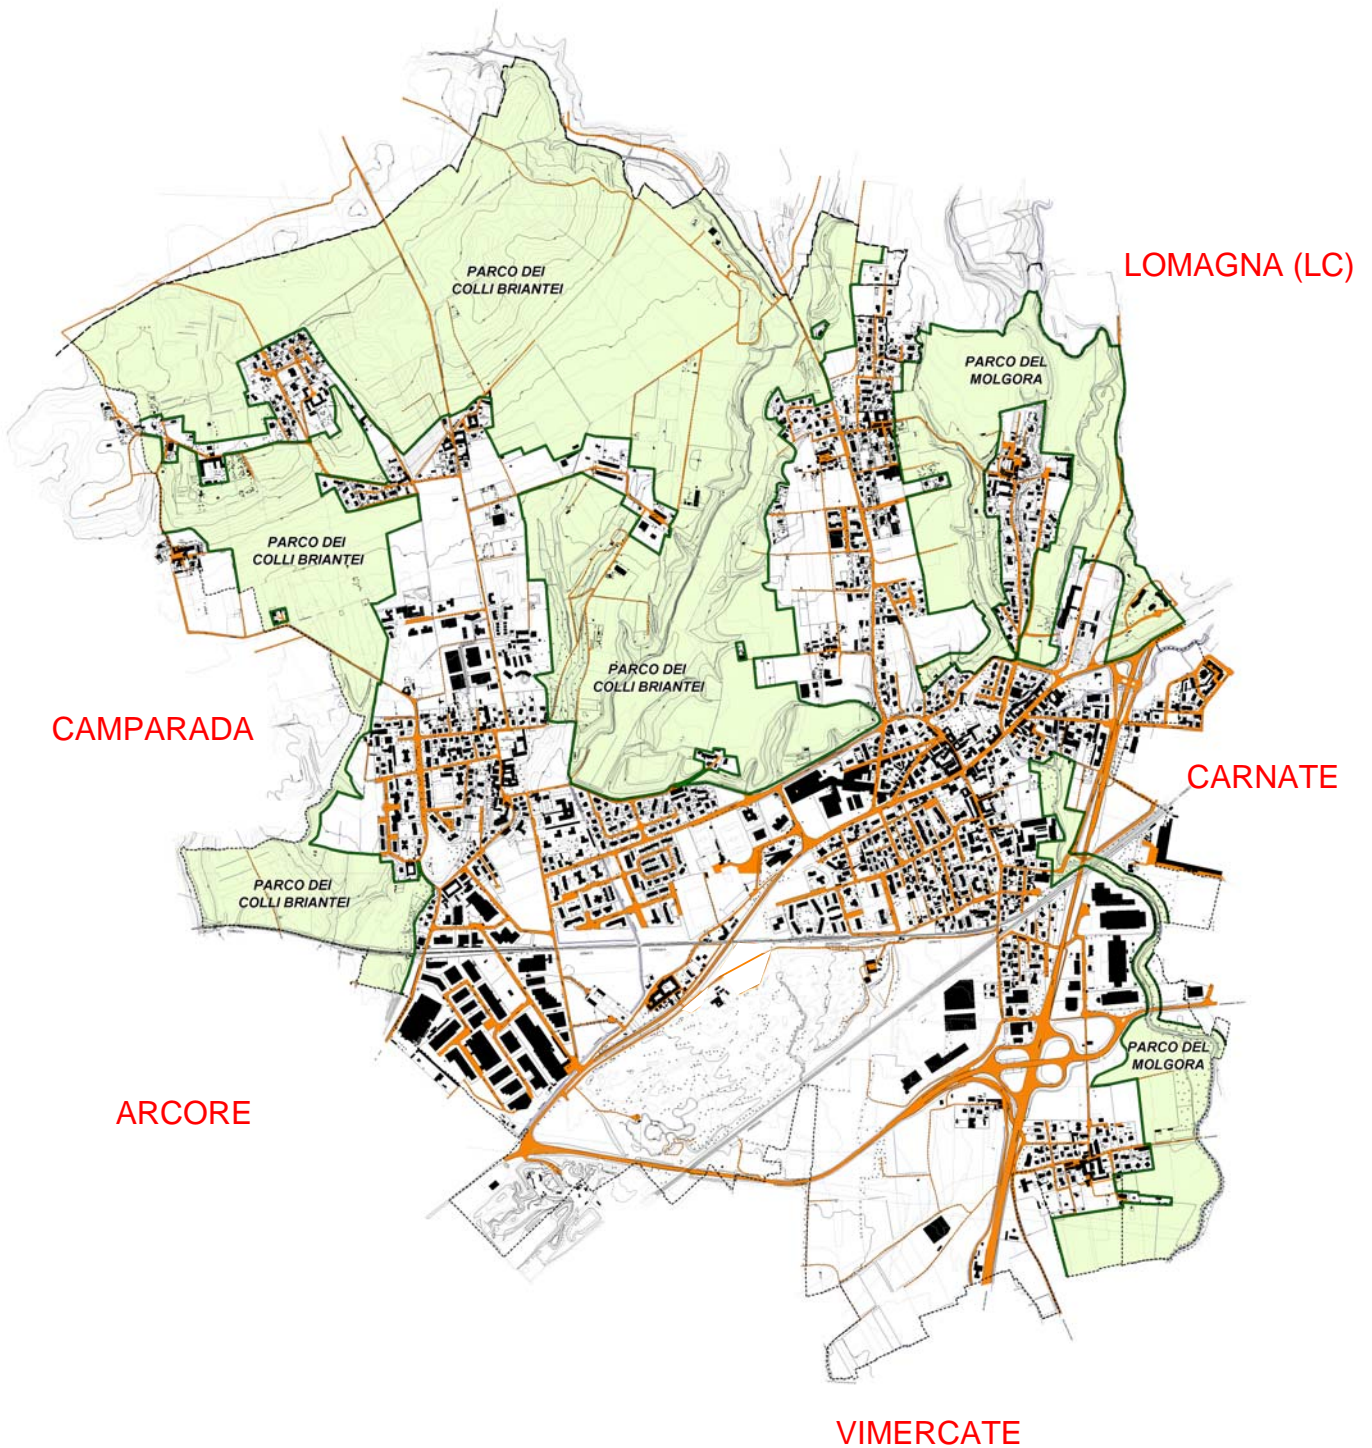 LOMAGNA (LC)
PARCO DEI
COLLI BRIANTEI
PARCO DEL
MOLGORA
PARCO DEI
COLLI BRIANTEI
PARCO DEI
COLLI BRIANTEI
CAMPARADA
CARNATE
PARCO DEI
COLLI BRIANTEI
PARCO DEL
MOLGORA
ARCORE
VIMERCATE